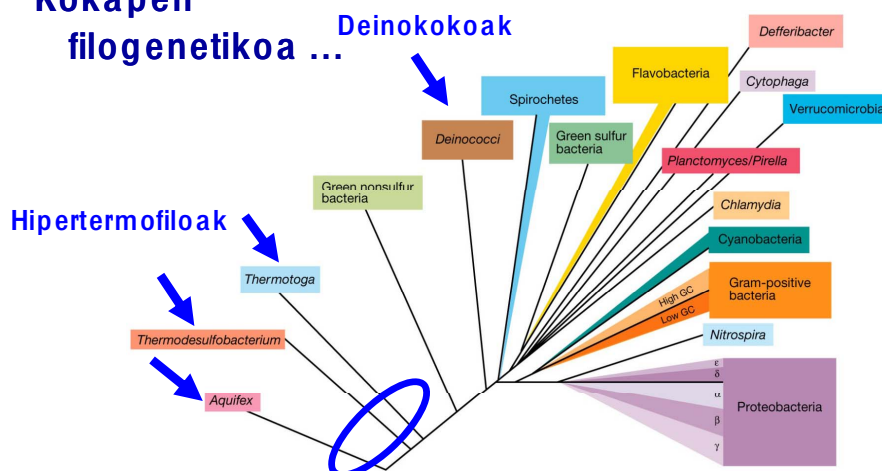 Kokapen
filogenetikoa ...
Deinokokoak
Hipertermofiloak
Defferibacter
Flavobacteria
Cytophaga
Spirochetes
Verrucomicrobia
Deinococci
Green sulfur
bacteria
Planctomyces/Pirella
Green nonsulfur
bacteria
Chlamydia
Cyanobacteria
Thermotoga
High GC
Low GC
Gram-positive
bacteria
Thermodesulfobacterium
Nitrospira
Aquifex
ε
δ
α
β
γ
Proteobacteria